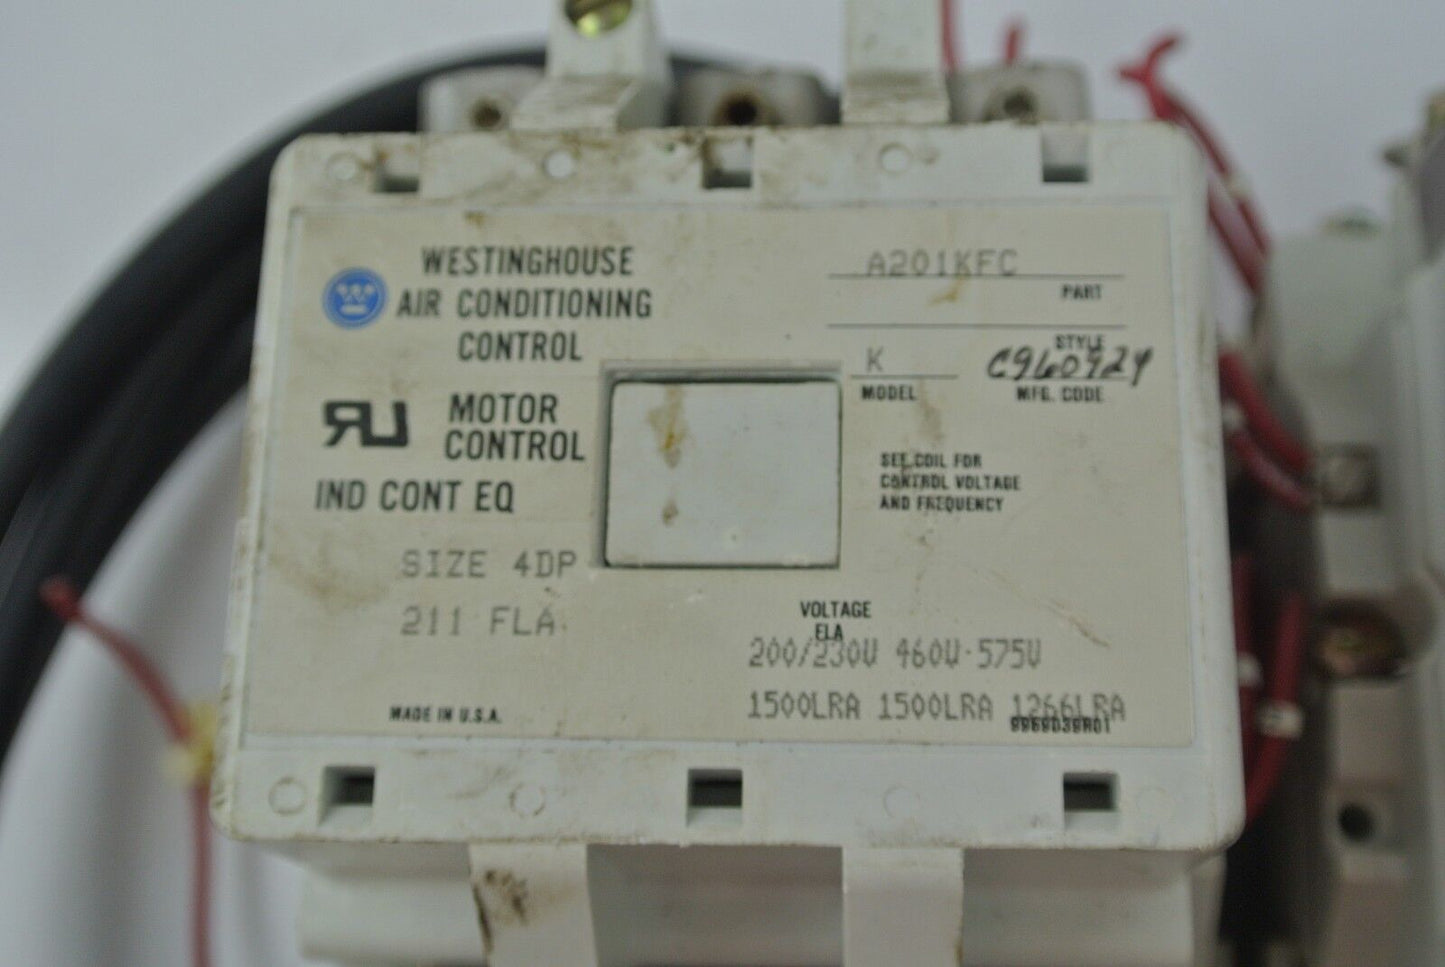 WESTINGHOUSE
AIR CONDITIONING
CONTROL
MOTOR
CONTROL
IND CONT EQ
SIZE 4DP
211 FLA
MADE IN U.S.A.
A201KFC
PART
STYLE
K C960924
MODEL MFG. CODE
SEE COIL FOR
CONTROL VOLTAGE
AND FREQUENCY
VOLTAGE
200/230V 460V-575V
1500LRA 1500LRA 1266LRA